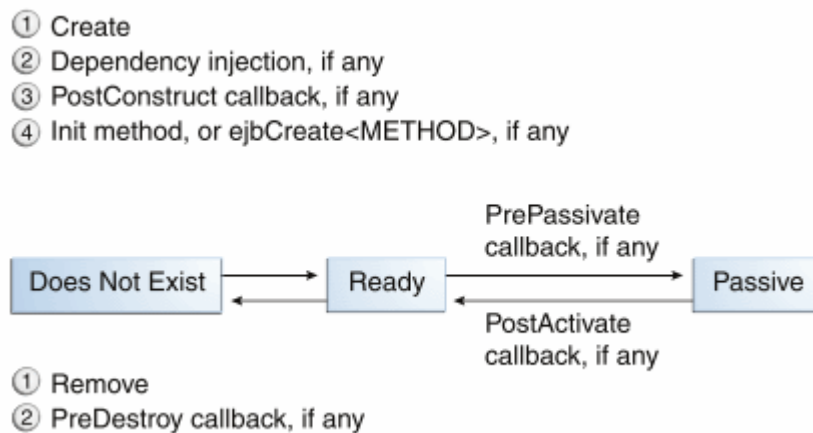 1 Create
2 Dependency injection, if any
3 PostConstruct callback, if any
4 Init method, or ejbCreate<METHOD>, if any
PrePassivate
callback, if any
Does Not Exist
Ready
Passive
PostActivate
callback, if any
1 Remove
2 PreDestroy callback, if any